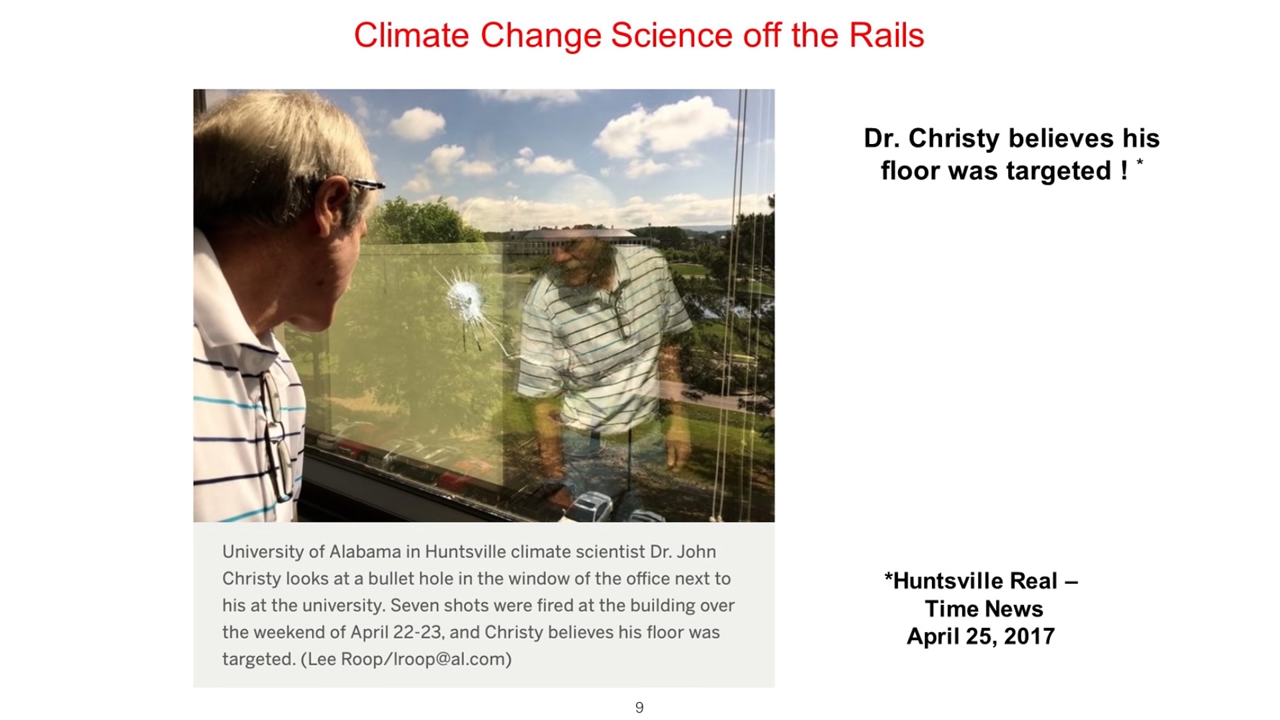 Climate Change Science off the Rails
Dr. Christy believes his
floor was targeted ! *
University of Alabama in Huntsville climate scientist Dr. John
Christy looks at a bullet hole in the window of the office next to
his at the university. Seven shots were fired at the building over
the weekend of April 22-23, and Christy believes his floor was
targeted. (Lee Roop/lroop@al.com)
*Huntsville Real –
Time News
April 25, 2017
9